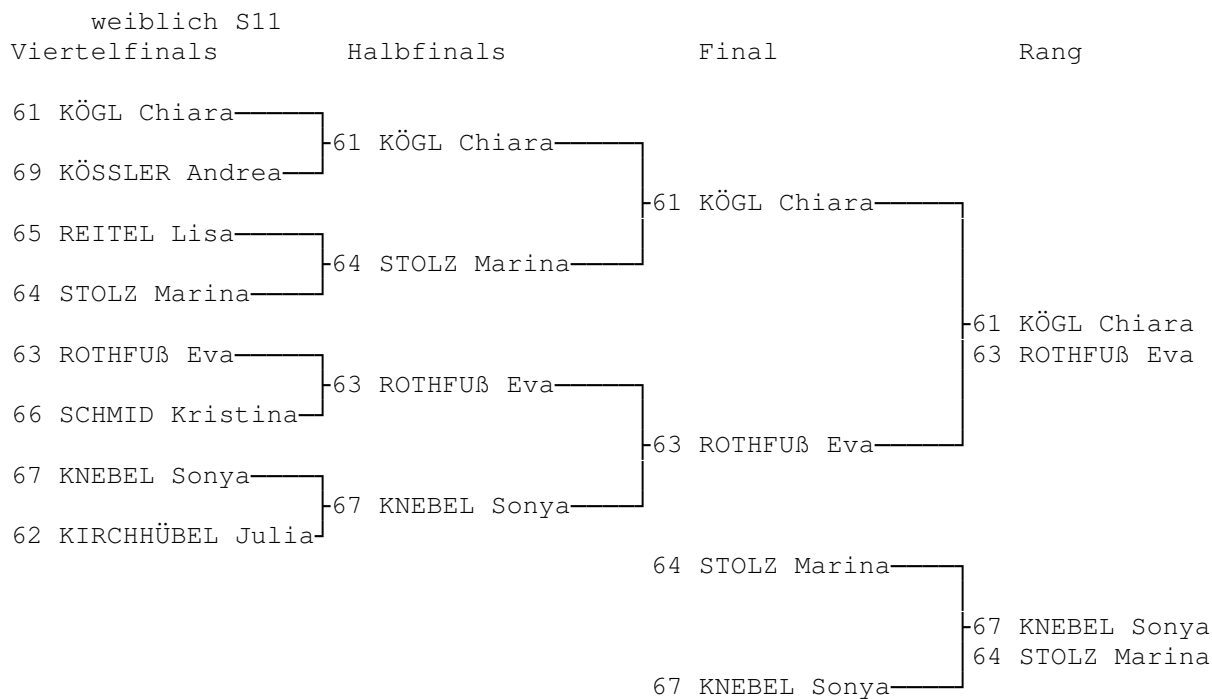 weiblich S11
Viertelfinals Halbfinals Final Rang
61 KÖGL Chiara
61 KÖGL Chiara
69 KÖSSLER Andrea
61 KÖGL Chiara
65 REITEL Lisa
64 STOLZ Marina
64 STOLZ Marina
61 KÖGL Chiara
63 ROTHFUß Eva 63 ROTHFUß Eva
63 ROTHFUß Eva
66 SCHMID Kristina
63 ROTHFUß Eva
67 KNEBEL Sonya
67 KNEBEL Sonya
62 KIRCHHÜBEL Julia
64 STOLZ Marina
67 KNEBEL Sonya
64 STOLZ Marina
67 KNEBEL Sonya